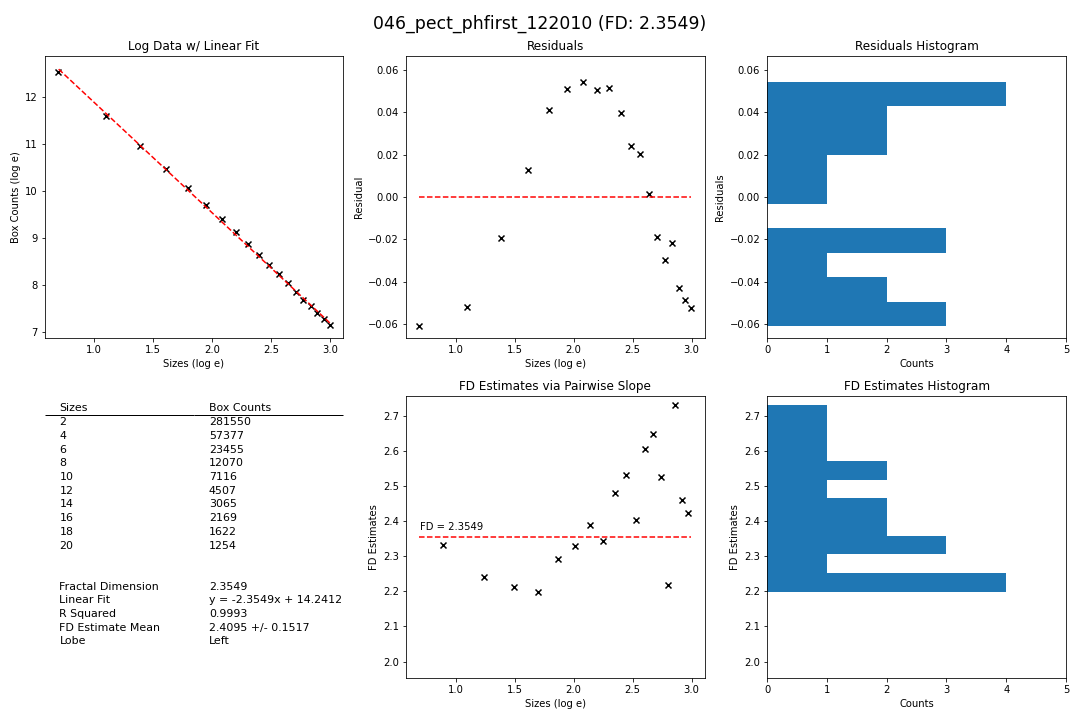 046_pect_phfirst_122010 (FD: 2.3549)
Log Data w/ Linear Fit
12
11
10
9
8
7
Box Counts (log e)
1.0 1.5 2.0 2.5 3.0
Sizes (log e)
Residuals
0.06
0.04
0.02
0.00
−0.02
−0.04
−0.06
Residual
1.0 1.5 2.0 2.5 3.0
Sizes (log e)
Residuals Histogram
0.06
0.04
0.02
0.00
−0.02
−0.04
−0.06
Residuals
0 1 2 3 4 5
Counts
Sizes Box Counts
2 281550
4 57377
6 23455
8 12070
10 7116
12 4507
14 3065
16 2169
18 1622
20 1254
Fractal Dimension 2.3549
Linear Fit y = -2.3549x + 14.2412
R Squared 0.9993
FD Estimate Mean 2.4095 +/- 0.1517
Lobe Left
FD Estimates via Pairwise Slope
2.7
2.6
2.5
2.4
2.3
2.2
2.1
2.0
FD Estimates
FD = 2.3549
1.0 1.5 2.0 2.5 3.0
Sizes (log e)
FD Estimates Histogram
2.7
2.6
2.5
2.4
2.3
2.2
2.1
2.0
FD Estimates
0 1 2 3 4 5
Counts